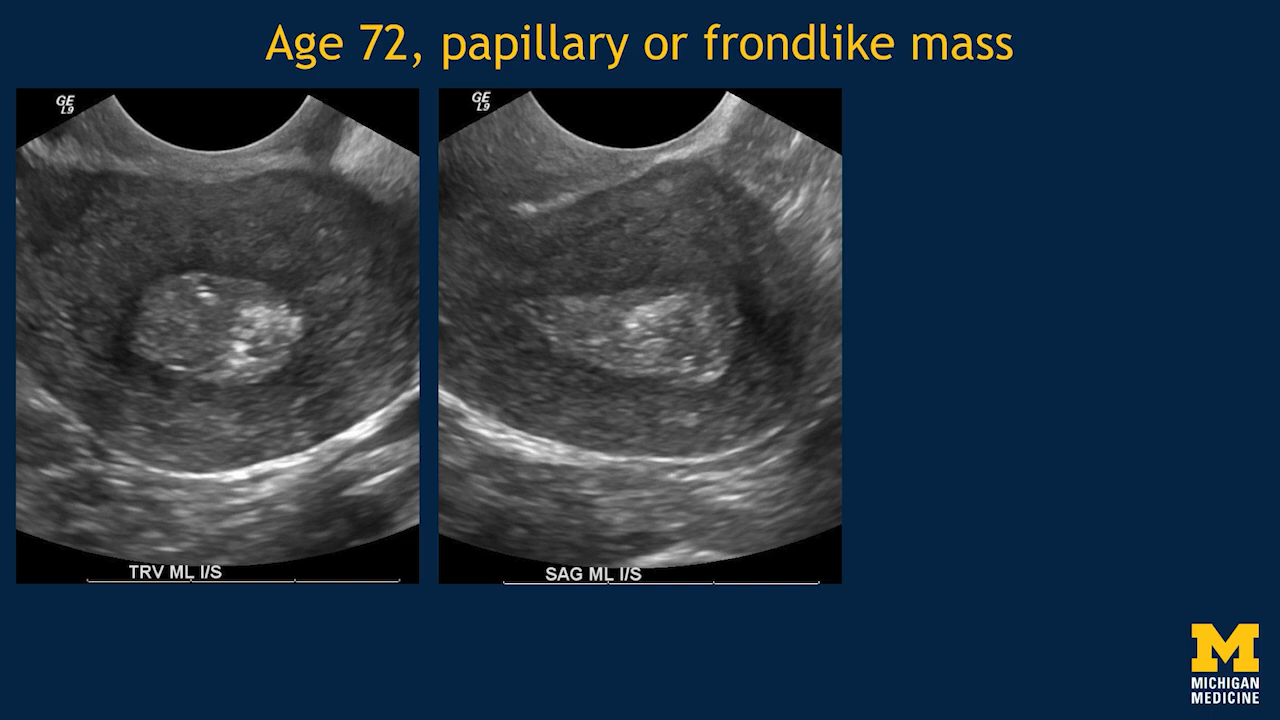 Age 72, papillary or frondlike mass
GE
L9
GE
L9
TRV ML I/S
SAG ML I/S
M
MICHIGAN
MEDICINE